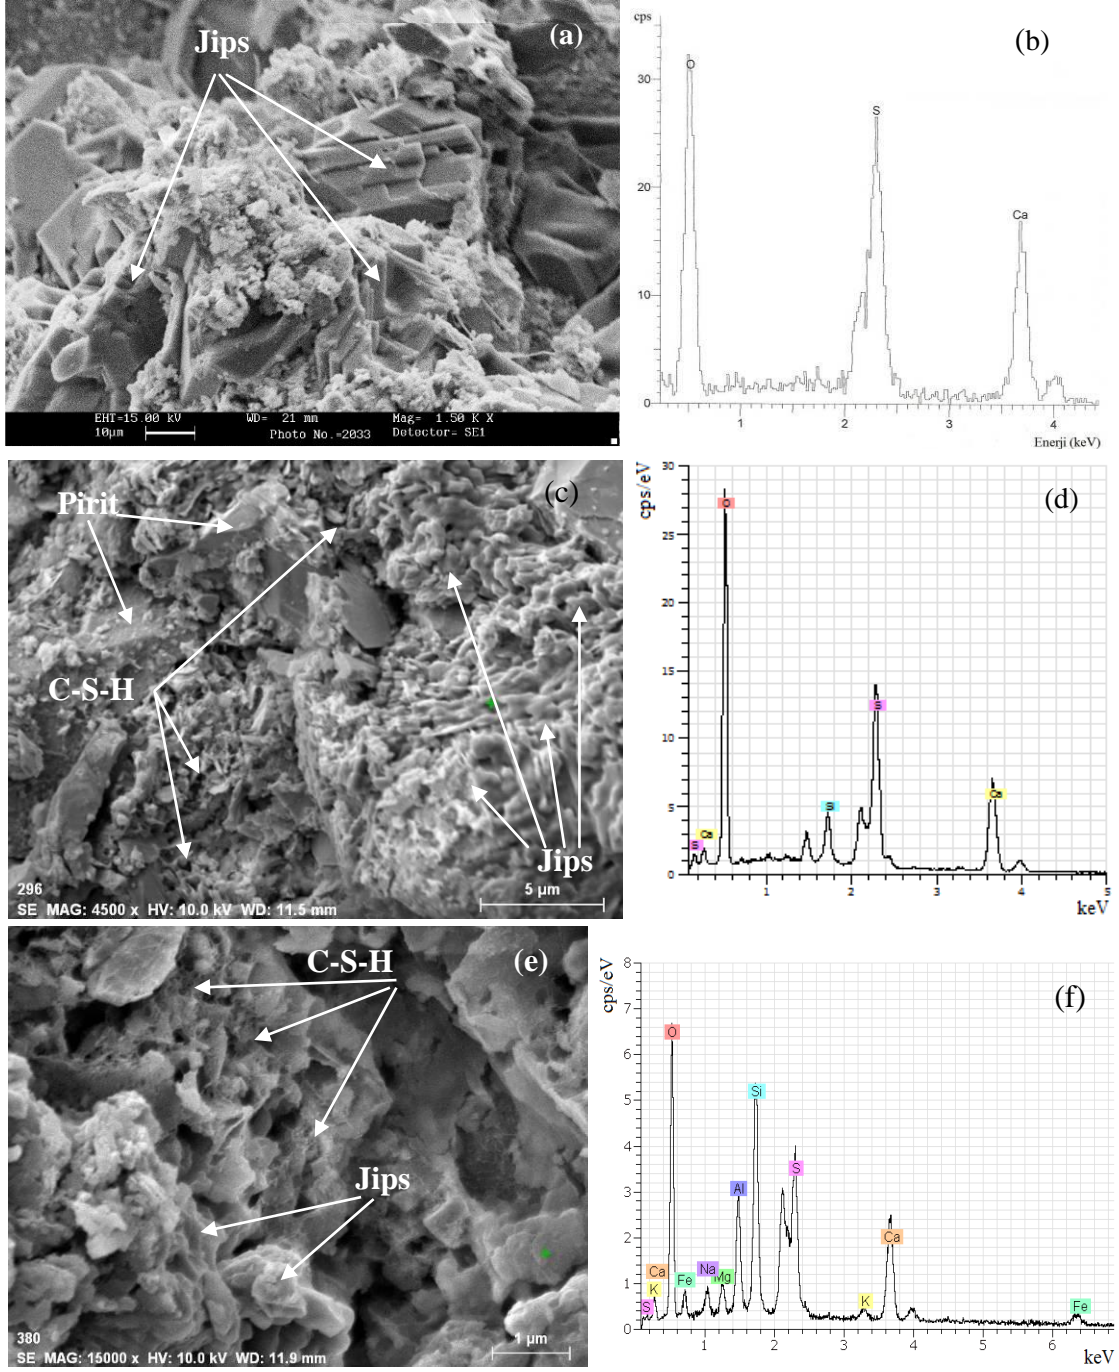 (a)
Jips
EHT=15.00 kV WD= 21 mm Mag= 1.50 K X
10µm Photo No.=2033 Detector= SE1
(b)
cps
30
20
10
0
O
S
Ca
1 2 3 4
Enerji (keV)
(c)
Pirit
C-S-H
Jips
296
5 µm
SE MAG: 4500 x HV: 10.0 kV WD: 11.5 mm
(d)
cps/eV
30
25
20
15
10
5
0
O
S
Si
Ca
S Ca
1 2 3 4 5
keV
(e)
C-S-H
Jips
380
1 µm
SE MAG: 15000 x HV: 10.0 kV WD: 11.9 mm
(f)
cps/eV
8
7
6
5
4
3
2
1
0
O
Si
S
Al
Ca
Ca
K
S
Fe
Na
Mg
K
Fe
1 2 3 4 5 6
keV